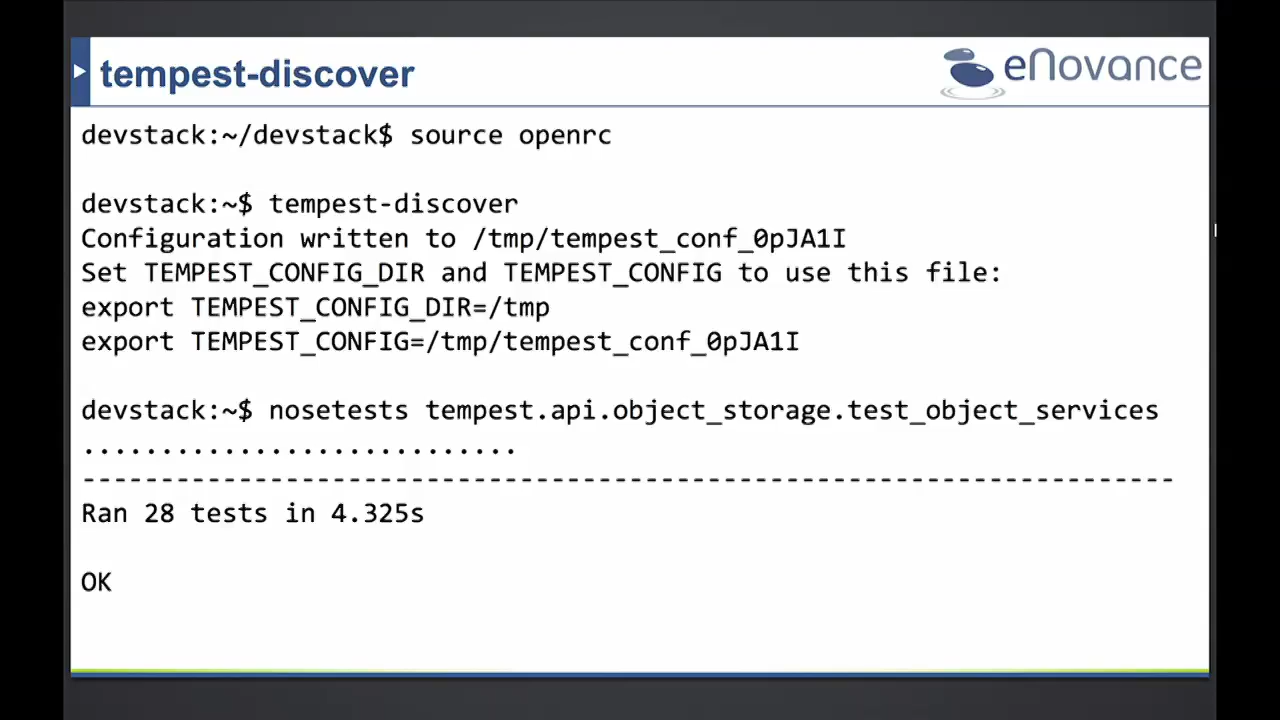 tempest-discover
eNovance
devstack:~/devstack$ source openrc
devstack:~$ tempest-discover
Configuration written to /tmp/tempest_conf_0pJA1I
Set TEMPEST_CONFIG_DIR and TEMPEST_CONFIG to use this file:
export TEMPEST_CONFIG_DIR=/tmp
export TEMPEST_CONFIG=/tmp/tempest_conf_0pJA1I
devstack:~$ nosetests tempest.api.object_storage.test_object_services
............................
----------------------------------------------------------------------
Ran 28 tests in 4.325s
OK